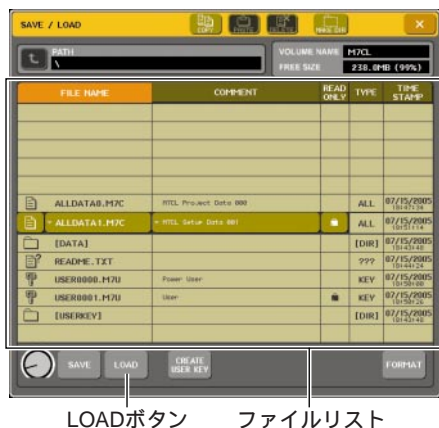 SAVE / LOAD
COPY PASTE DELETE MAKE DIR
PATH
\
VOLUME NAME M7CL
FREE SIZE 238.0MB (99%)
FILE NAME COMMENT READ ONLY TYPE TIME STAMP
ALLDATA0.M7C M7CL Project Data 000 ALL 07/15/2005
ALLDATA1.M7C M7CL Setup Data 001 ALL 07/15/2005
[DATA] [DIR] 07/15/2005
README.TXT ??? 07/15/2005
USER0000.M7U Power User KEY 07/15/2005
USER0001.M7U User KEY 07/15/2005
[USERKEY] [DIR] 07/15/2005
SAVE LOAD CREATE USER KEY FORMAT
LOADボタン ファイルリスト